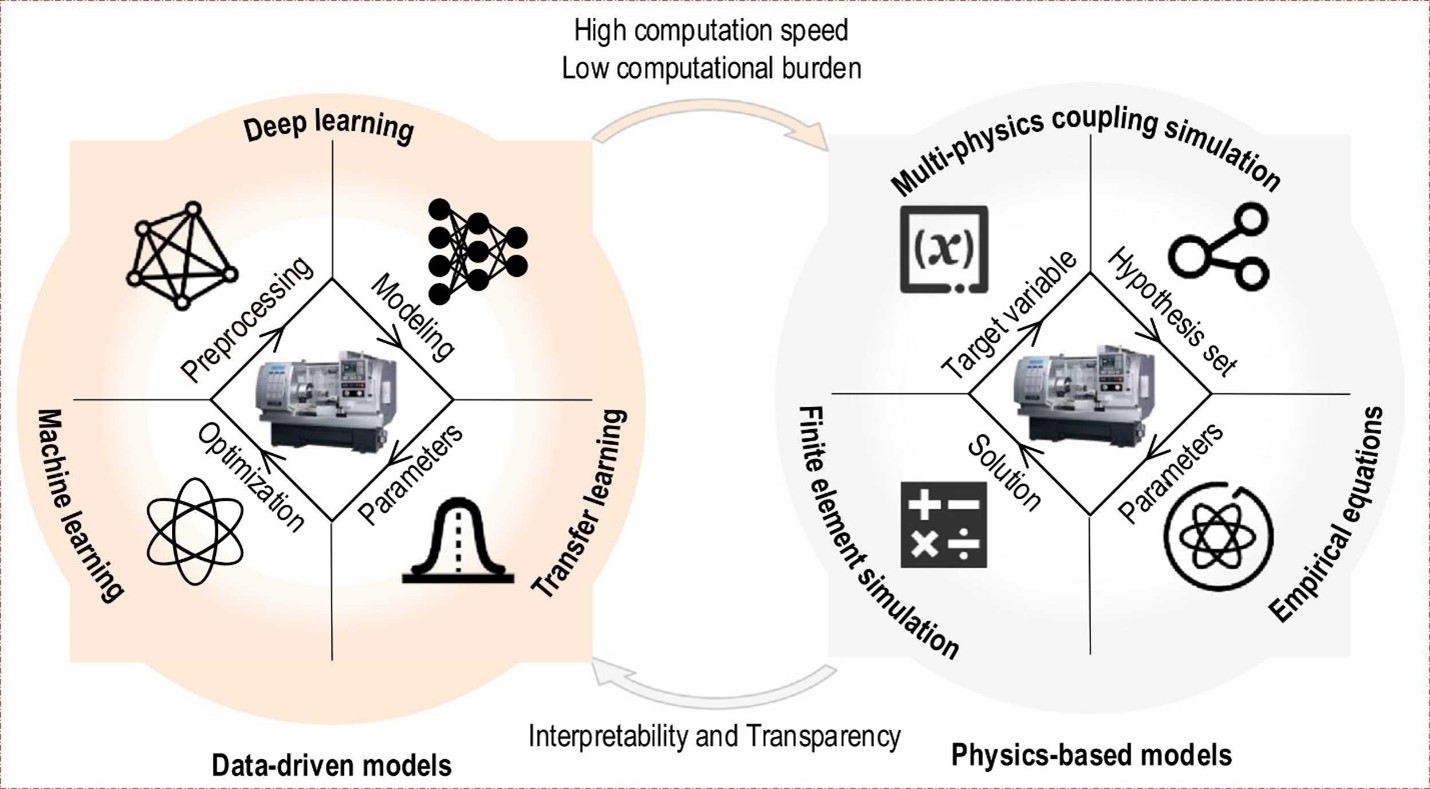 High computation speed
Low computational burden
Deep learning
Preprocessing
Modeling
Optimization
Parameters
Machine learning
Transfer learning
Data-driven models
Multi-physics coupling simulation
(x)
Target variable
Hypothesis set
Solution
Parameters
Finite element simulation
Empirical equations
Physics-based models
Interpretability and Transparency